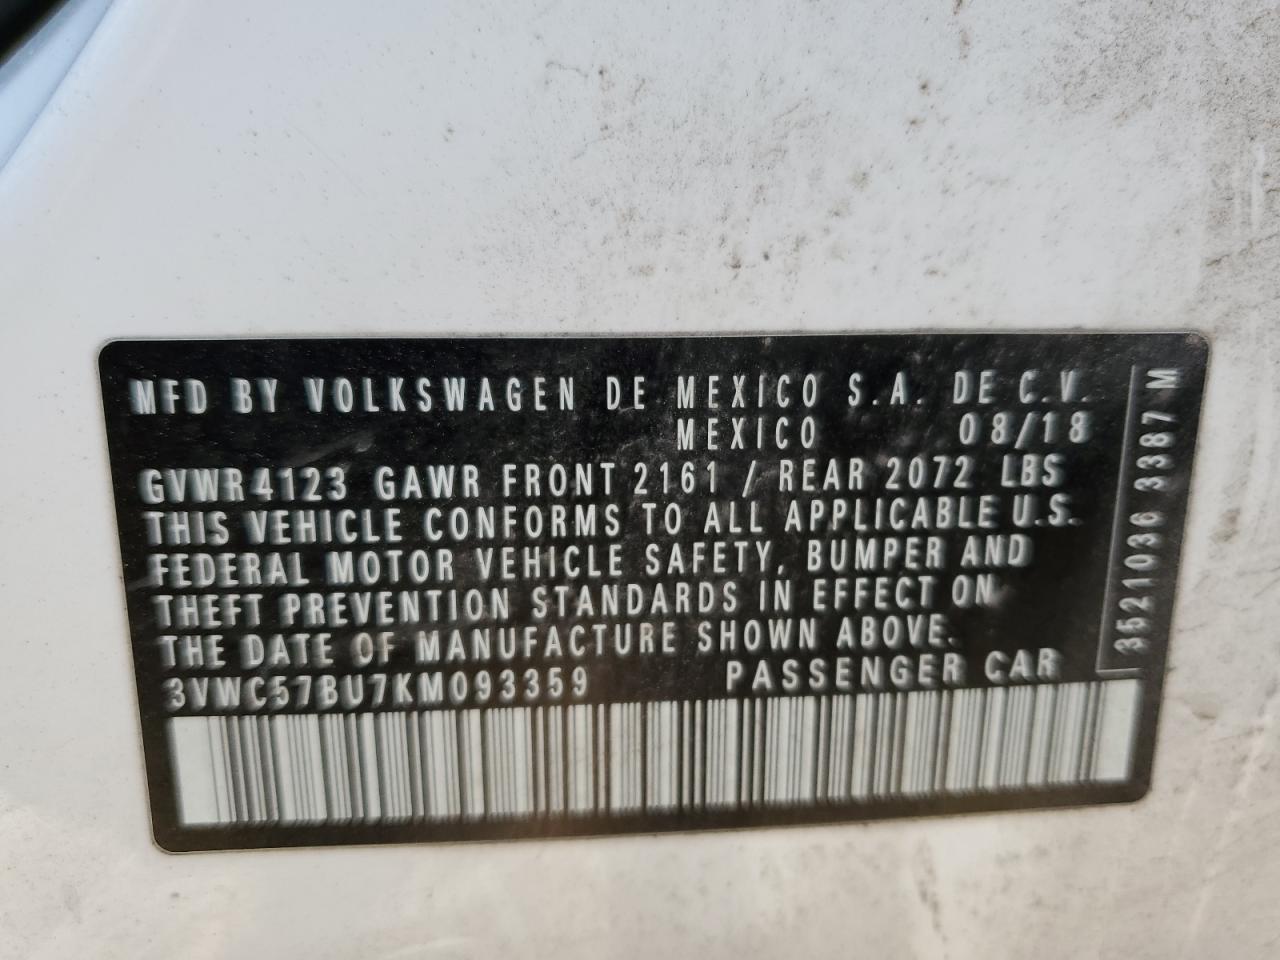 MFD BY VOLKSWAGEN DE MEXICO S.A. DE C.V.
MEXICO 08/18
GVWR 4123 GAWR FRONT 2161 / REAR 2072 LBS
THIS VEHICLE CONFORMS TO ALL APPLICABLE U.S.
FEDERAL MOTOR VEHICLE SAFETY, BUMPER AND
THEFT PREVENTION STANDARDS IN EFFECT ON
THE DATE OF MANUFACTURE SHOWN ABOVE.
3VWC57BU7KM093359 PASSENGER CAR
3521036 3387 M